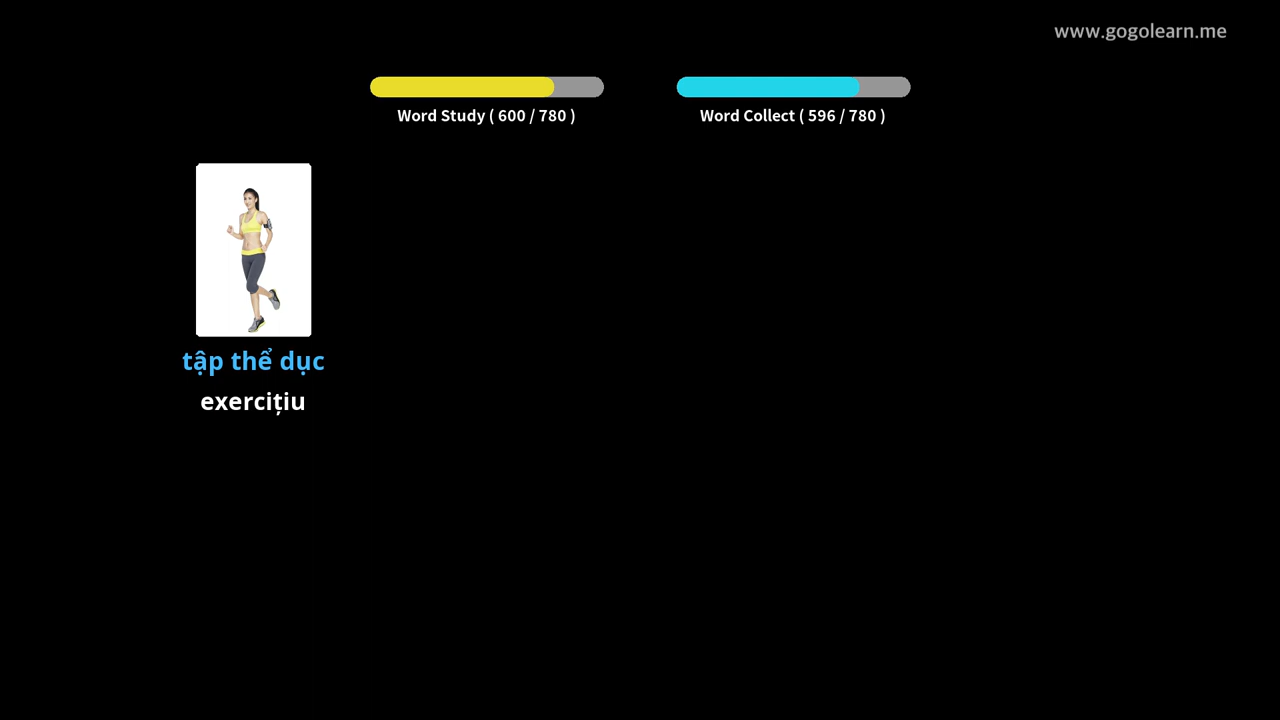 www.gogolearn.me
Word Study ( 600 / 780 )
Word Collect ( 596 / 780 )
tập thể dục
exercițiu